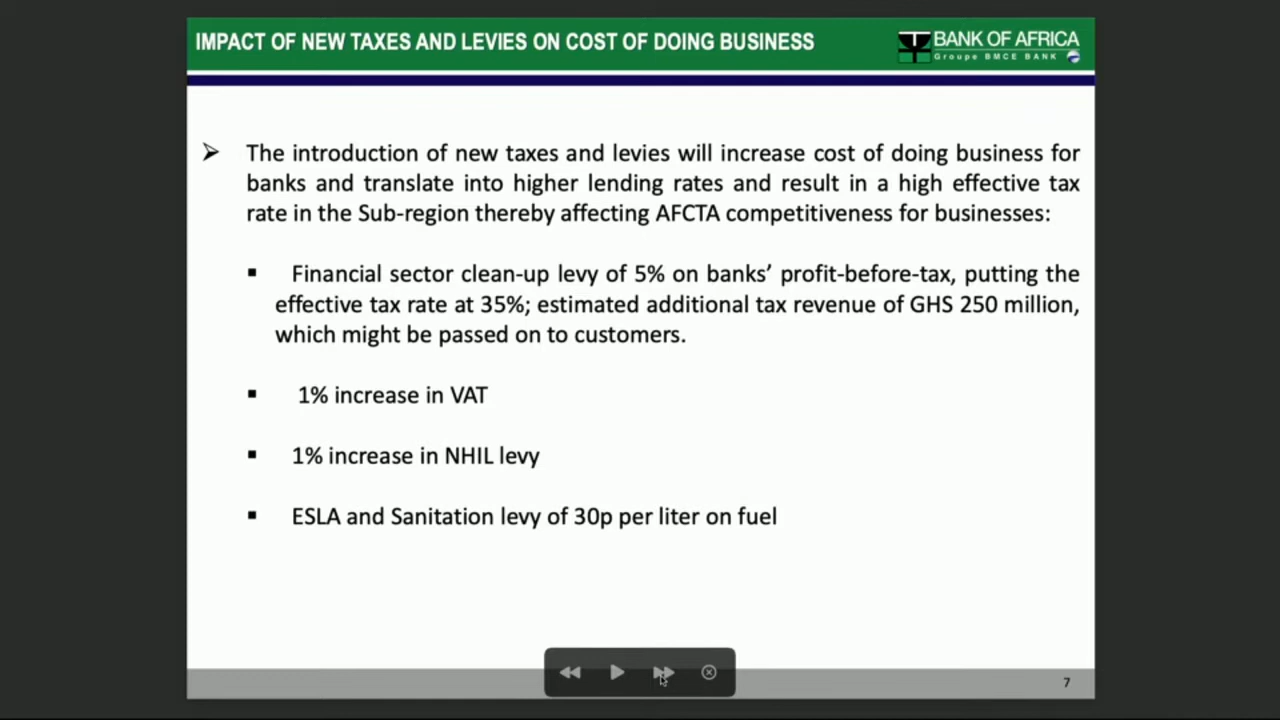 IMPACT OF NEW TAXES AND LEVIES ON COST OF DOING BUSINESS
BANK OF AFRICA
Groupe BMCE BANK
The introduction of new taxes and levies will increase cost of doing business for
banks and translate into higher lending rates and result in a high effective tax
rate in the Sub-region thereby affecting AFCTA competitiveness for businesses:
Financial sector clean-up levy of 5% on banks’ profit-before-tax, putting the
effective tax rate at 35%; estimated additional tax revenue of GHS 250 million,
which might be passed on to customers.
1% increase in VAT
1% increase in NHIL levy
ESLA and Sanitation levy of 30p per liter on fuel
7